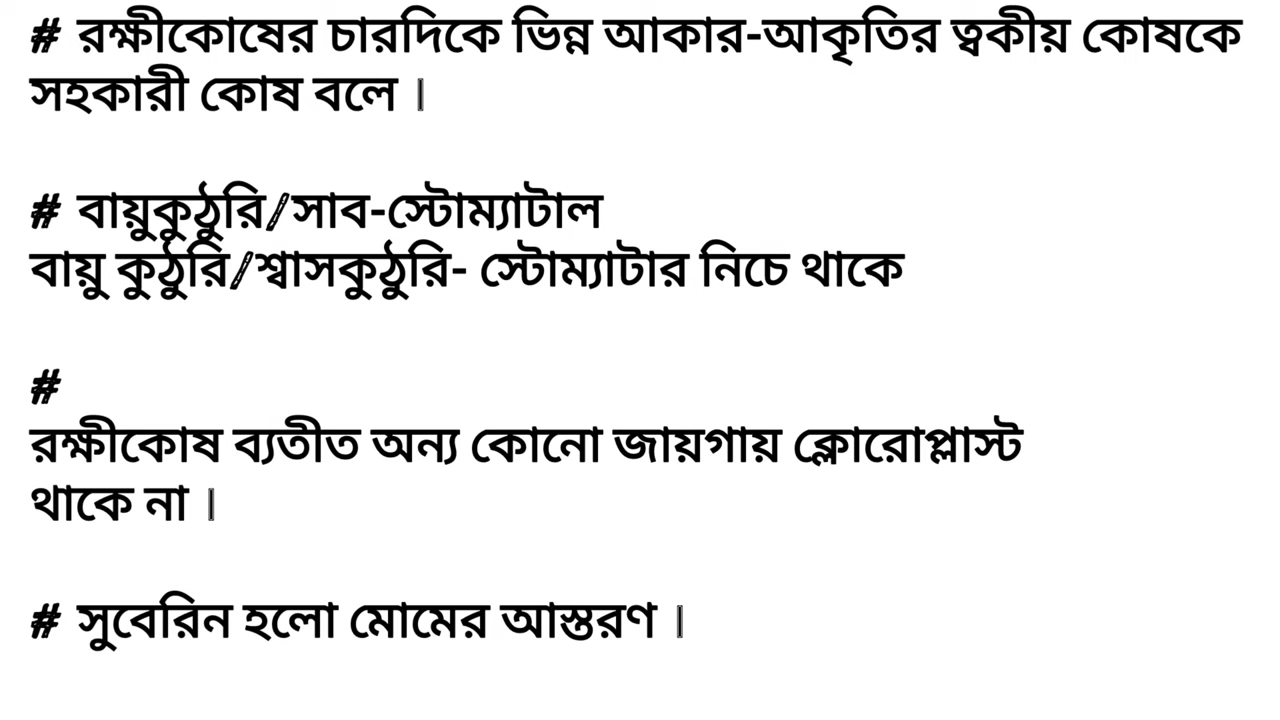 # রক্ষীকোষের চারদিকে ভিন্ন আকার-আকৃতির ত্বকীয় কোষকে
সহকারী কোষ বলে ।
# বায়ুকুঠুরি/সাব-স্টোম্যাটাল
বায়ু কুঠুরি/শ্বাসকুঠুরি- স্টোম্যাটার নিচে থাকে
#
রক্ষীকোষ ব্যতীত অন্য কোনো জায়গায় ক্লোরোপ্লাস্ট
থাকে না ।
# সুবেরিন হলো মোমের আস্তরণ ।